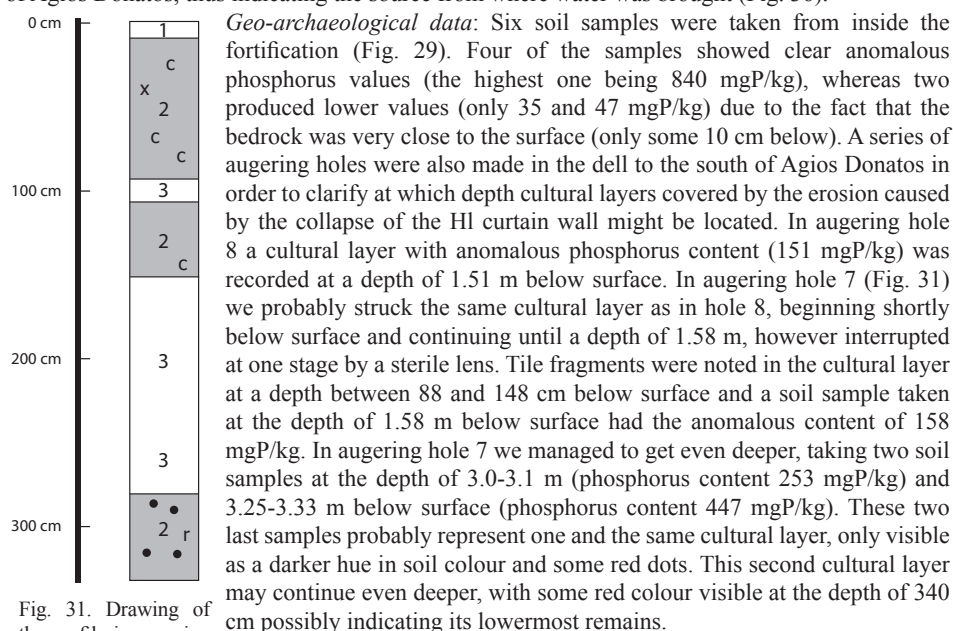 of Agios Donatos, thus indicating the source from where water was brought (Fig. 30).
0 cm
1
c
x
2
c
c
100 cm
3
2
c
200 cm
3
3
300 cm
2
r
Fig. 31. Drawing of
Geo-archaeological data: Six soil samples were taken from inside the
fortification (Fig. 29). Four of the samples showed clear anomalous
phosphorus values (the highest one being 840 mgP/kg), whereas two
produced lower values (only 35 and 47 mgP/kg) due to the fact that the
bedrock was very close to the surface (only some 10 cm below). A series of
augering holes were also made in the dell to the south of Agios Donatos in
order to clarify at which depth cultural layers covered by the erosion caused
by the collapse of the Hl curtain wall might be located. In augering hole
8 a cultural layer with anomalous phosphorus content (151 mgP/kg) was
recorded at a depth of 1.51 m below surface. In augering hole 7 (Fig. 31)
we probably struck the same cultural layer as in hole 8, beginning shortly
below surface and continuing until a depth of 1.58 m, however interrupted
at one stage by a sterile lens. Tile fragments were noted in the cultural layer
at a depth between 88 and 148 cm below surface and a soil sample taken
at the depth of 1.58 m below surface had the anomalous content of 158
mgP/kg. In augering hole 7 we managed to get even deeper, taking two soil
samples at the depth of 3.0-3.1 m (phosphorus content 253 mgP/kg) and
3.25-3.33 m below surface (phosphorus content 447 mgP/kg). These two
last samples probably represent one and the same cultural layer, only visible
as a darker hue in soil colour and some red dots. This second cultural layer
may continue even deeper, with some red colour visible at the depth of 340
cm possibly indicating its lowermost remains.